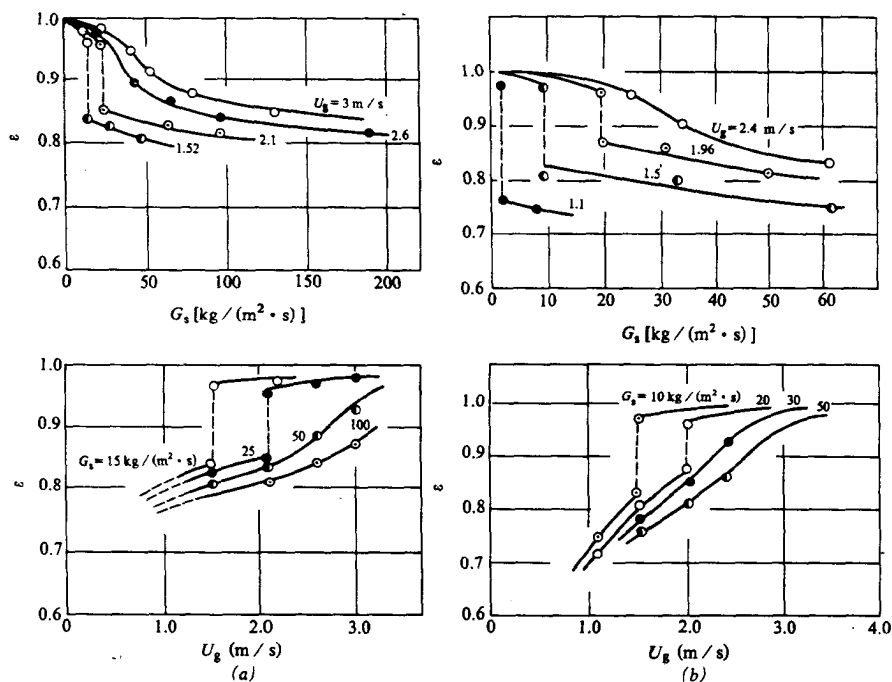 1.0
0.9
0.8
0.7
0.6
ε
U_g = 3 m / s
2.6
2.1
1.52
0 50 100 150 200
G_s [kg / (m² • s)]
1.0
0.9
0.8
0.7
0.6
ε
U_g = 2.4 m / s
1.96
1.5
1.1
0 10 20 30 40 50 60
G_s [kg / (m² • s)]
1.0
0.9
0.8
0.7
0.6
ε
G_s = 15 kg / (m² • s)
25
50
100
1.0 2.0 3.0
U_g (m / s)
(a)
1.0
0.9
0.8
0.7
0.6
ε
G_s = 10 kg / (m² • s) 20 30 50
1.0 2.0 3.0 4.0
U_g (m / s)
(b)